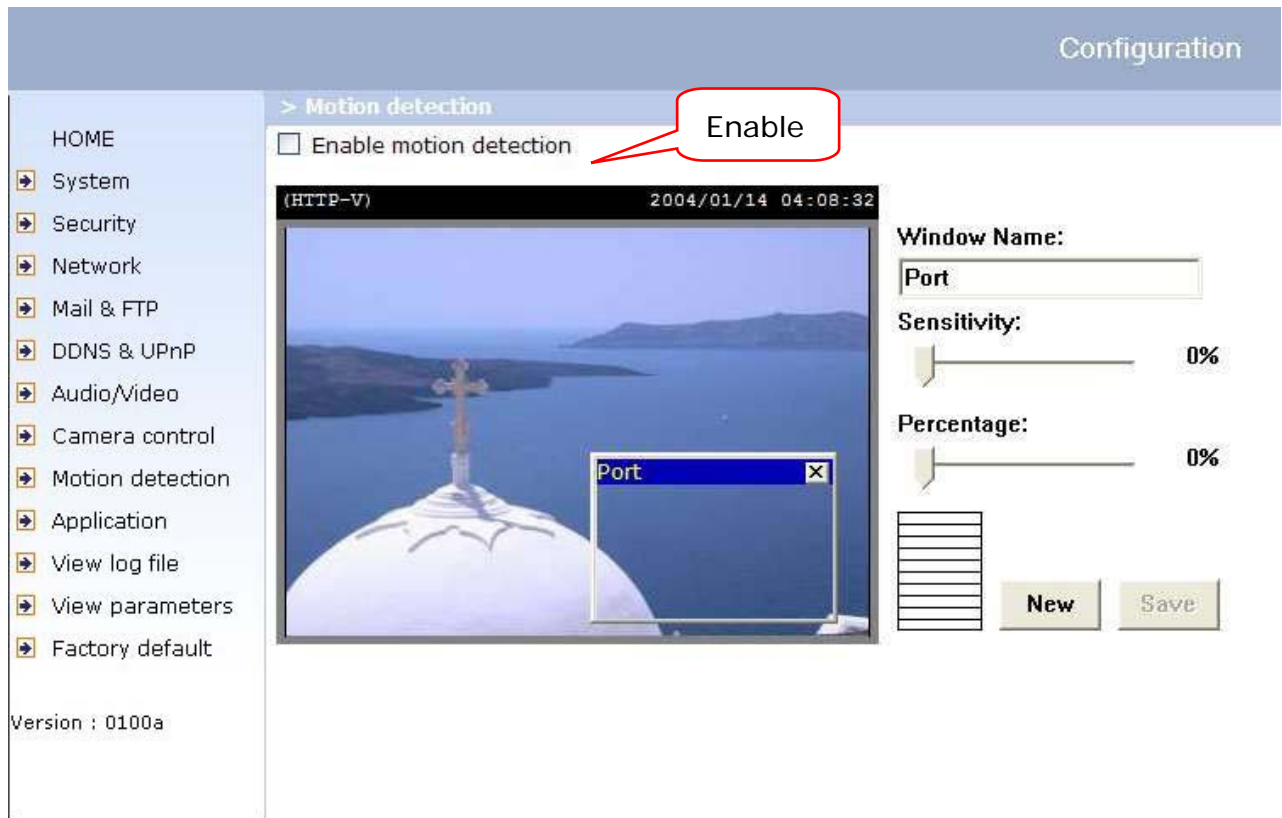 Configuration
> Motion detection
HOME
System
Security
Network
Mail & FTP
DDNS & UPnP
Audio/Video
Camera control
Motion detection
Application
View log file
View parameters
Factory default
Version : 0100a
Enable motion detection
Enable
(HTTP-V) 2004/01/14 04:08:32
Port
Window Name:
Port
Sensitivity:
0%
Percentage:
0%
New
Save